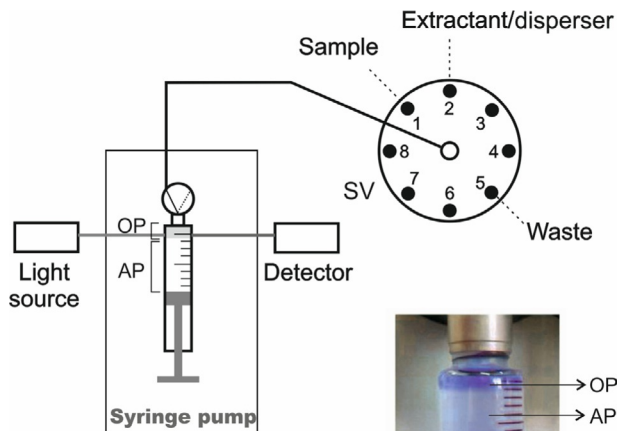 Extractant/disperser
Sample
1
2
3
4
5
6
7
8
SV
Waste
OP
AP
Light
source
Detector
Syringe pump
OP
AP